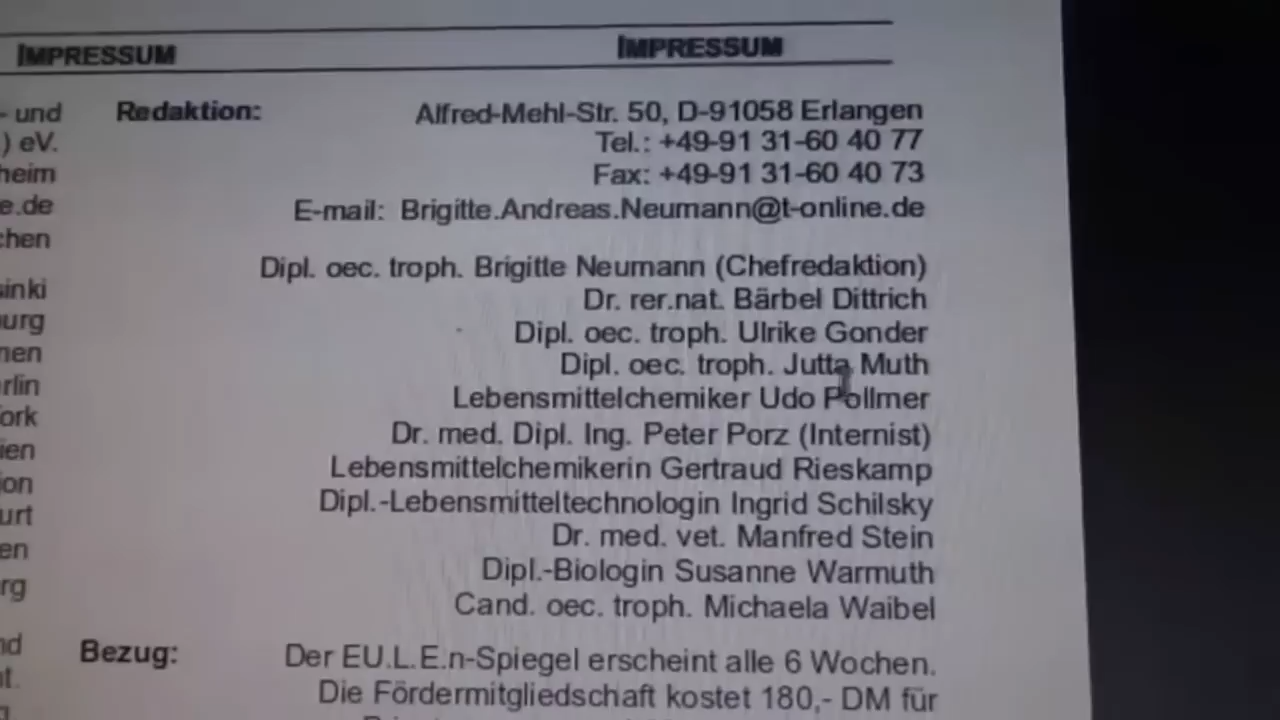 IMPRESSUM
IMPRESSUM
- und
) eV.
heim
e.de
chen
sinki
burg
men
rlin
ork
ien
ion
urt
en
rg
nd
Redaktion:
Alfred-Mehl-Str. 50, D-91058 Erlangen
Tel.: +49-91 31-60 40 77
Fax: +49-91 31-60 40 73
E-mail: Brigitte.Andreas.Neumann@t-online.de
Dipl. oec. troph. Brigitte Neumann (Chefredaktion)
Dr. rer.nat. Bärbel Dittrich
Dipl. oec. troph. Ulrike Gonder
Dipl. oec. troph. Jutta Muth
Lebensmittelchemiker Udo Pollmer
Dr. med. Dipl. Ing. Peter Porz (Internist)
Lebensmittelchemikerin Gertraud Rieskamp
Dipl.-Lebensmitteltechnologin Ingrid Schilsky
Dr. med. vet. Manfred Stein
Dipl.-Biologin Susanne Warmuth
Cand. oec. troph. Michaela Waibel
Bezug:
Der EU.L.E.n-Spiegel erscheint alle 6 Wochen.
Die Fördermitgliedschaft kostet 180,- DM für